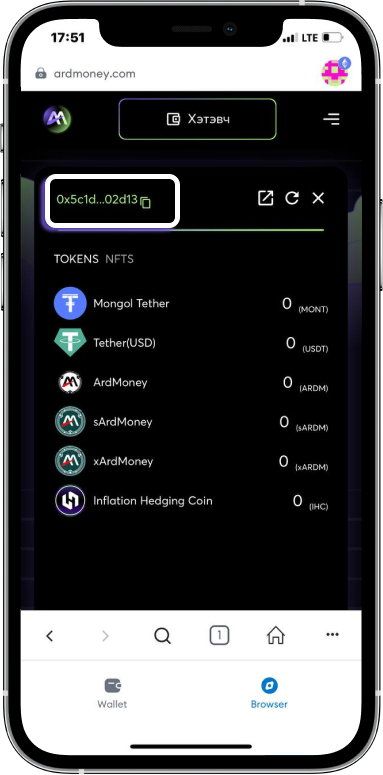 17:51
LTE
ardmoney.com
Хэтэвч
0x5c1d...02d13
TOKENS NFTS
Mongol Tether 0 (MONT)
Tether(USD) 0 (USDT)
ArdMoney 0 (ARDM)
sArdMoney 0 (sARDM)
xArdMoney 0 (xARDM)
Inflation Hedging Coin 0 (IHC)
1
Wallet Browser